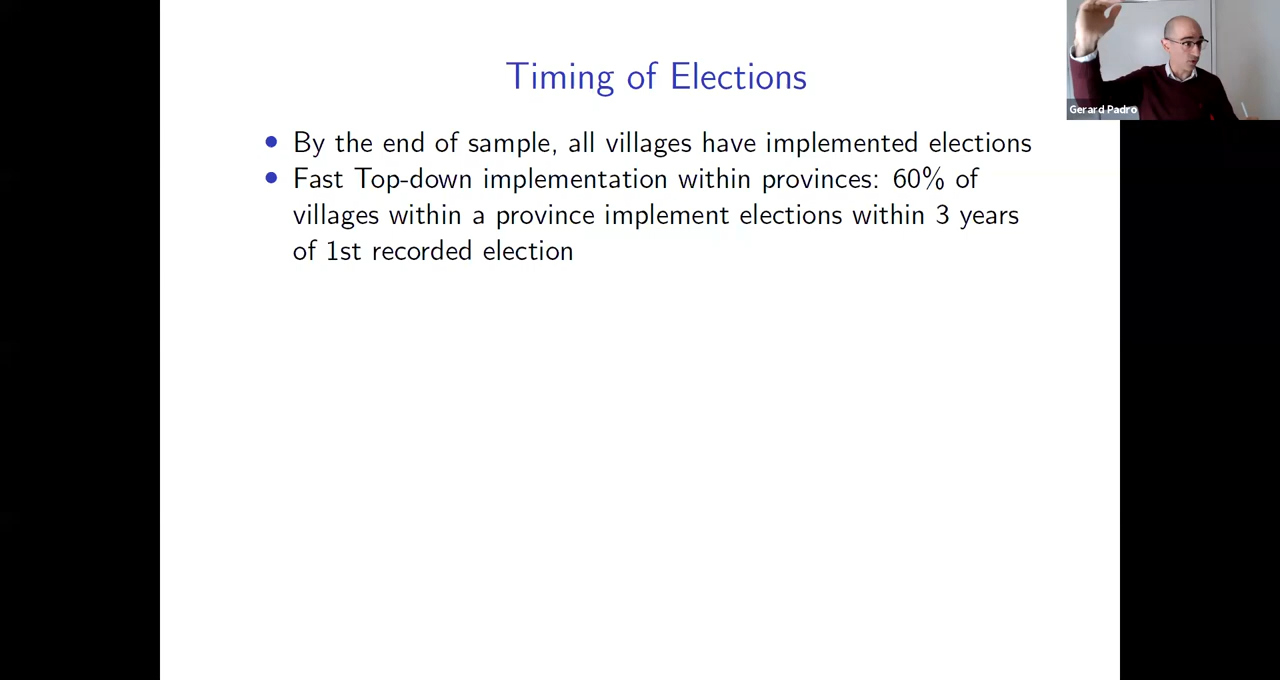 Timing of Elections
• By the end of sample, all villages have implemented elections
• Fast Top-down implementation within provinces: 60% of
villages within a province implement elections within 3 years
of 1st recorded election
Gerard Padro